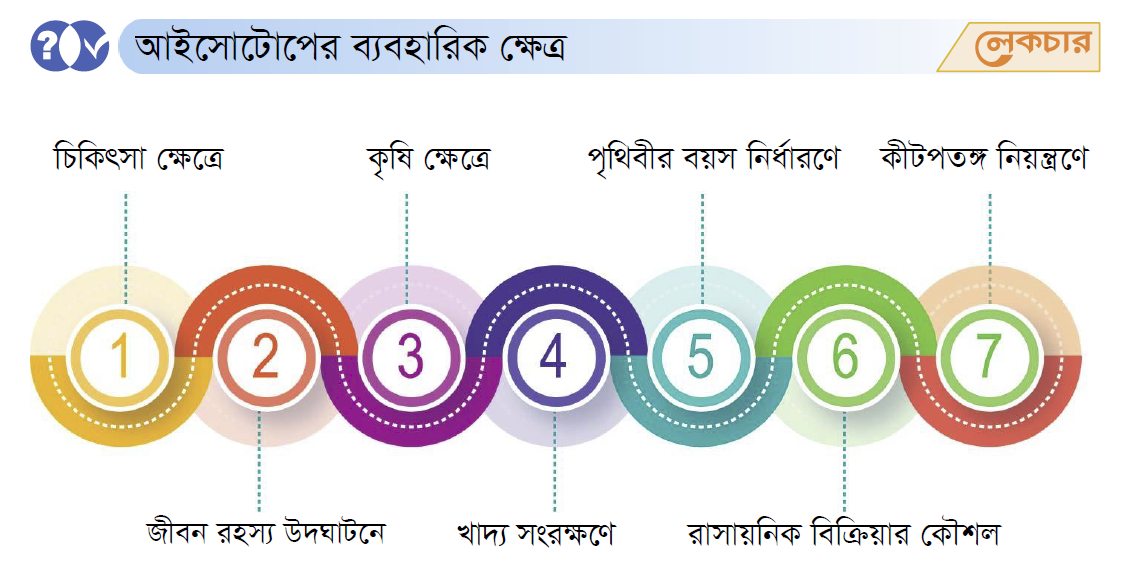 আইসোটোপের ব্যবহারিক ক্ষেত্র
লেকচার
চিকিৎসা ক্ষেত্রে
কৃষি ক্ষেত্রে
পৃথিবীর বয়স নির্ধারণে
কীটপতঙ্গ নিয়ন্ত্রণে
1
2
3
4
5
6
7
জীবন রহস্য উদঘাটনে
খাদ্য সংরক্ষণে
রাসায়নিক বিক্রিয়ার কৌশল